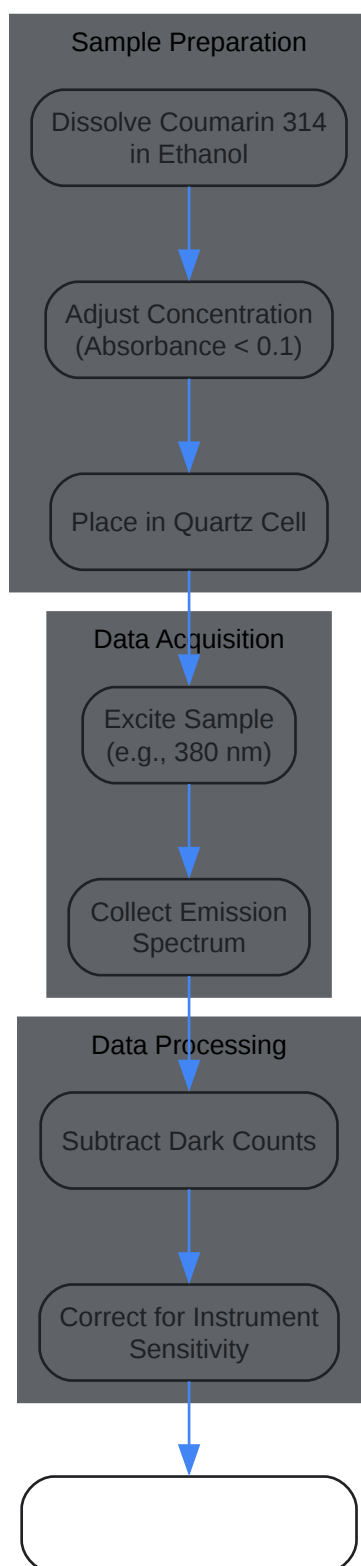 Sample Preparation
Dissolve Coumarin 314
in Ethanol
Adjust Concentration
(Absorbance < 0.1)
Place in Quartz Cell
Data Acquisition
Excite Sample
(e.g., 380 nm)
Collect Emission
Spectrum
Data Processing
Subtract Dark Counts
Correct for Instrument
Sensitivity